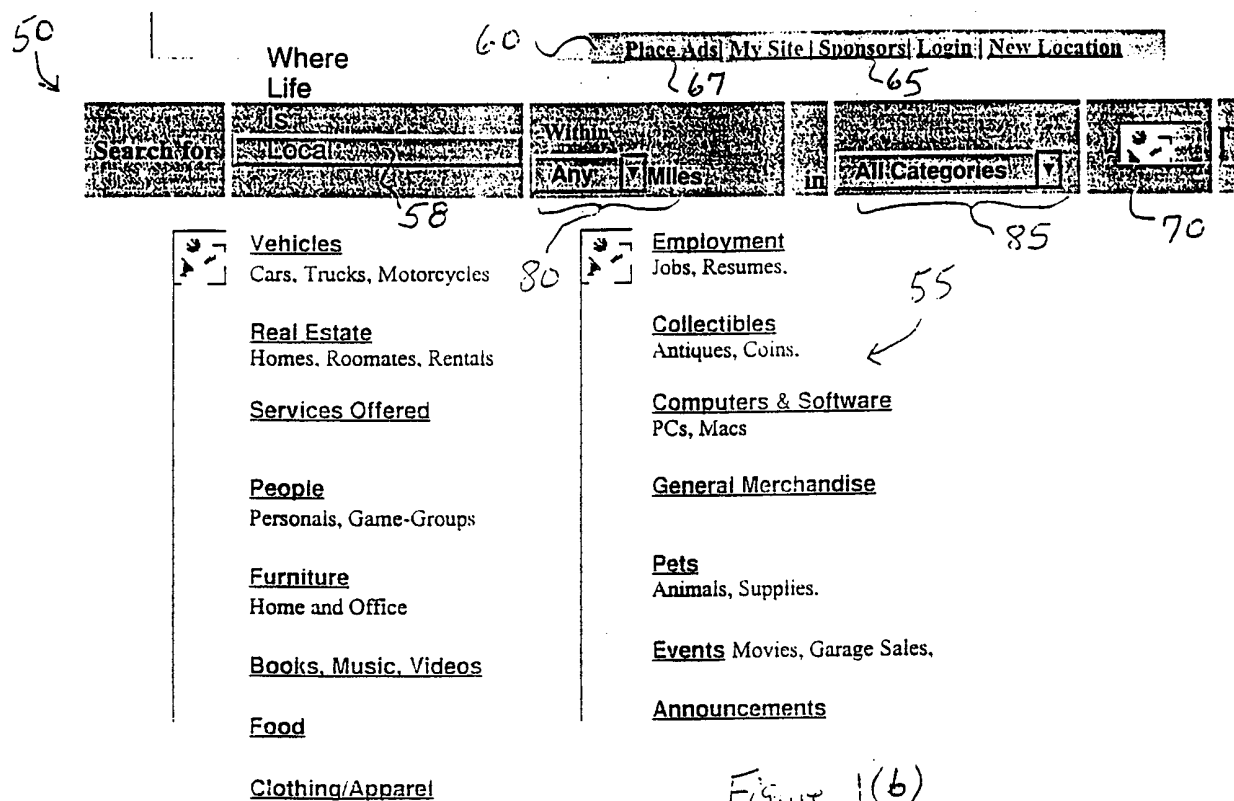 50
60
Place Ads| My Site | Sponsors| Login | New Location
67
65
Where
Life
Is
Local
Search for
Within
Any Miles
in
All Categories
58
80
85
70
Vehicles
Cars, Trucks, Motorcycles
Real Estate
Homes, Roomates, Rentals
Services Offered
People
Personals, Game-Groups
Furniture
Home and Office
Books, Music, Videos
Food
Clothing/Apparel
Employment
Jobs, Resumes.
55
Collectibles
Antiques, Coins.
Computers & Software
PCs, Macs
General Merchandise
Pets
Animals, Supplies.
Events Movies, Garage Sales,
Announcements
Figure 1(b)